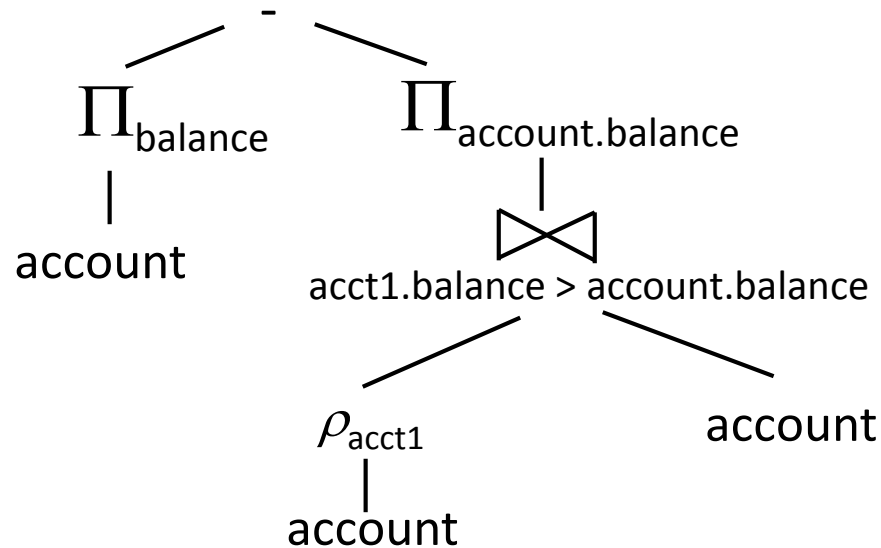 -
Π balance Π account.balance
account
acct1.balance > account.balance
ρ acct1 account
account